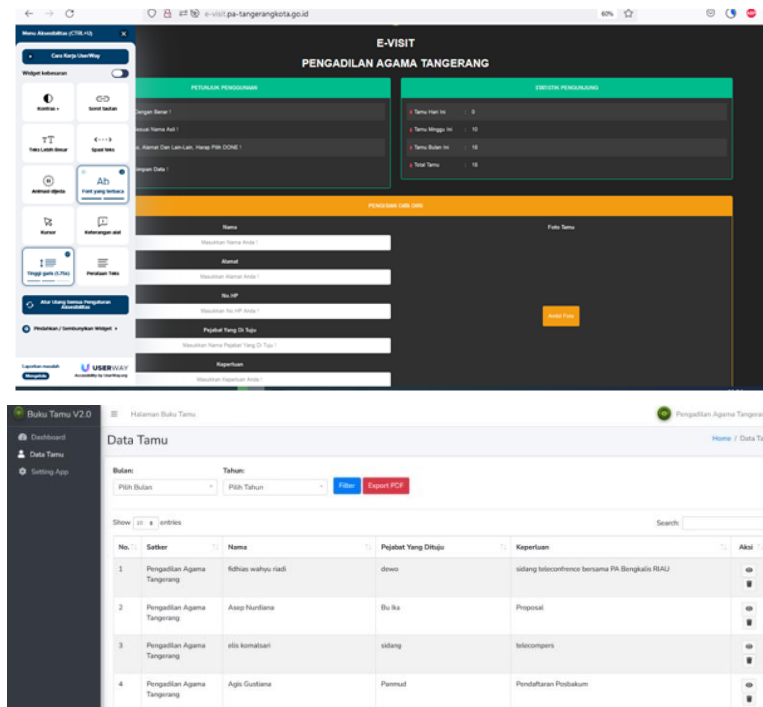 e-visit.pa-tangerangkota.go.id
60%
Menu Aksesibilitas (CTRL+U)
Cara Kerja UserWay
Widget kebesaran
Kontras +
Sorot tautan
Teks Lebih Besar
Spasi teks
Animasi dijeda
Font yang terbaca
Kursor
Keterangan alat
Tinggi garis (1.75x)
Perataan Teks
Atur Ulang Semua Pengaturan Aksesibilitas
Pindahkan / Sembunyikan Widget
Laporkan masalah
USERWAY
E-VISIT
PENGADILAN AGAMA TANGERANG
PETUNJUK PENGGUNAAN
Dengan Benar !
esuai Nama Asli !
a, Alamat Dan Lain-Lain, Harap Pilih DONE !
impan Data !
STATISTIK PENGUNJUNG
Tamu Hari Ini : 0
Tamu Minggu Ini : 10
Tamu Bulan Ini : 18
Total Tamu : 18
PENGISIAN DATA DIRI
Nama
Masukkan Nama Anda !
Alamat
Masukkan Alamat Anda !
No.HP
Masukkan No.HP Anda !
Pejabat Yang Di Tuju
Masukkan Nama Pejabat Yang Di Tuju !
Keperluan
Masukkan Keperluan Anda !
Foto Tamu
Ambil Foto
Buku Tamu V2.0
Halaman Buku Tamu
Pengadilan Agama Tangeran
Dashboard
Data Tamu
Setting App
Data Tamu
Home / Data Ta
Bulan:
Tahun:
Pilih Bulan
Pilih Tahun
Filter
Export PDF
Show 10 entries
Search:
No. Satker Nama Pejabat Yang Dituju Keperluan Aksi
1 Pengadilan Agama Tangerang fidhias wahyu riadi dewo sidang teleconfrence bersama PA Bengkalis RIAU
2 Pengadilan Agama Tangerang Asep Nurdiana Bu Ika Proposal
3 Pengadilan Agama Tangerang elis komalsari sidang telecompers
4 Pengadilan Agama Tangerang Agis Gustiana Panmud Pendaftaran Posbakum